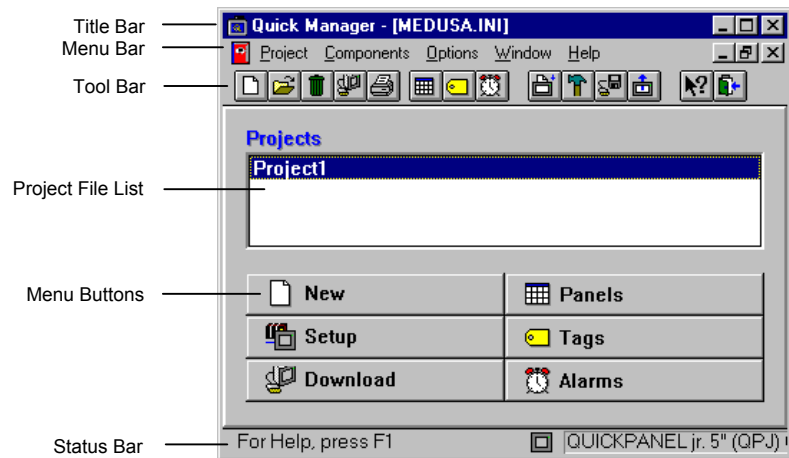 Title Bar
Quick Manager - [MEDUSA.INI]
Menu Bar
Project Components Options Window Help
Tool Bar
Projects
Project1
Project File List
Menu Buttons
New Panels
Setup Tags
Download Alarms
Status Bar
For Help, press F1 QUICKPANEL jr. 5" (QPJ)